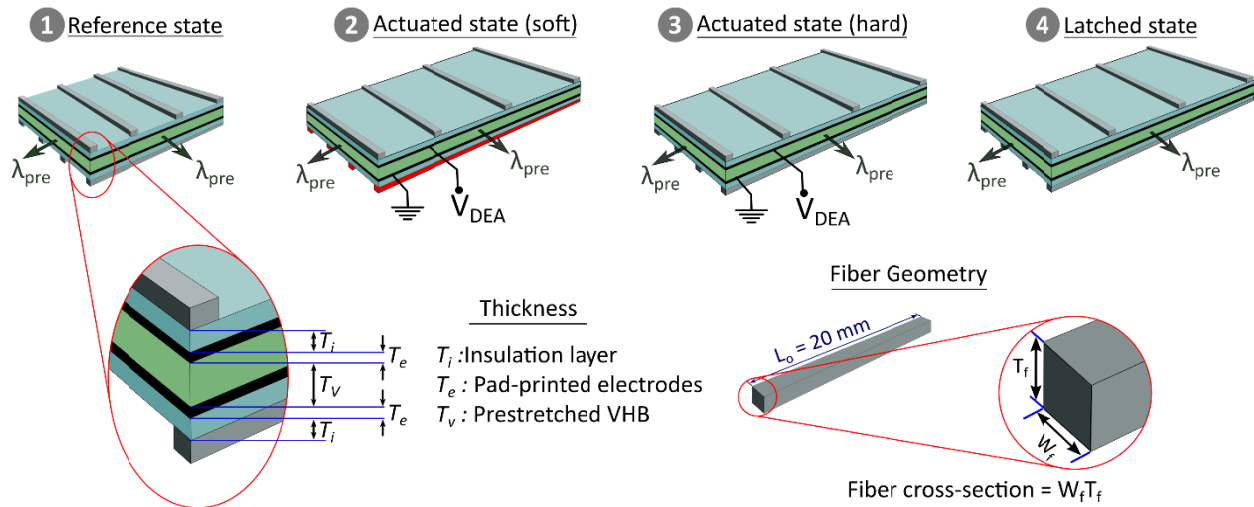 1 Reference state
2 Actuated state (soft)
3 Actuated state (hard)
4 Latched state
λpre
λpre
λpre
λpre
VDEA
λpre
λpre
VDEA
λpre
λpre
Thickness
Ti :Insulation layer
Te : Pad-printed electrodes
Tv : Prestretched VHB
Ti
Te
TV
Te
Ti
Fiber Geometry
Lo = 20 mm
Tf
Wf
Fiber cross-section = WfTf